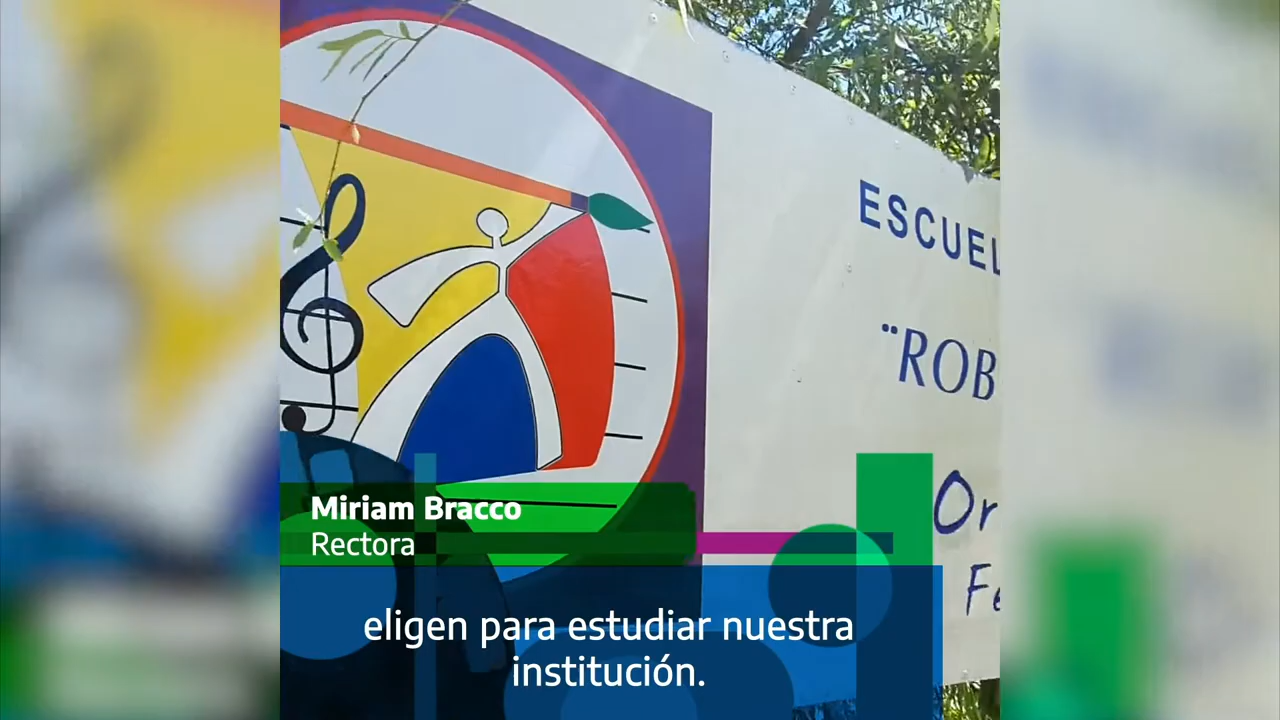 ESCUEL
¨ROB
Or
Fe
Miriam Bracco
Rectora
eligen para estudiar nuestra
institución.